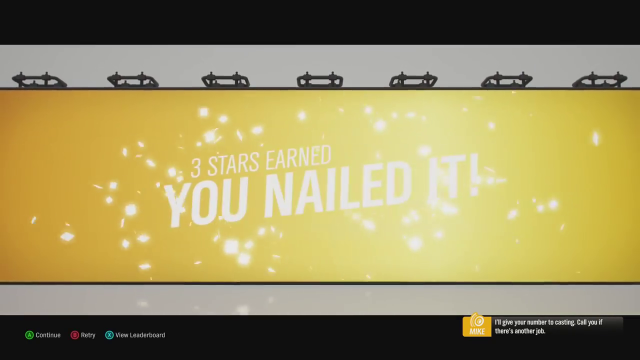 3 STARS EARNED
YOU NAILED IT!
A Continue B Retry X View Leaderboard
MIKE
I'll give your number to casting. Call you if
there's another job.